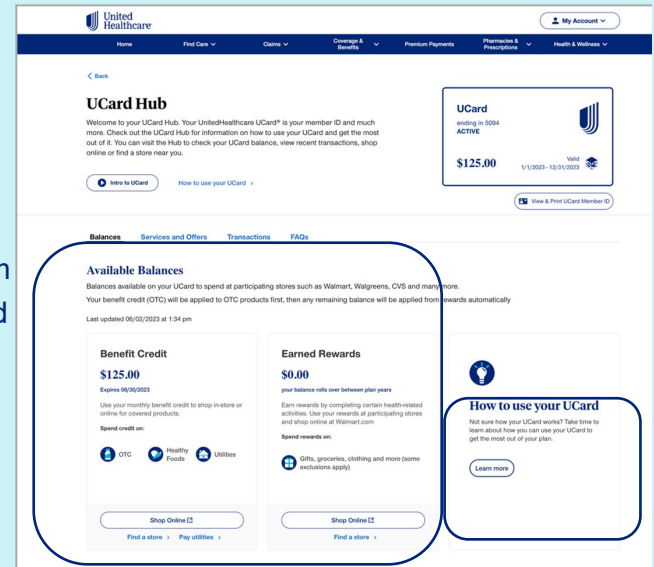 United
Healthcare
My Account
Home Find Care Claims Coverage & Benefits Premium Payments Pharmacies & Prescriptions Health & Wellness
Back
UCard Hub
Welcome to your UCard Hub. Your UnitedHealthcare UCard® is your member ID and much
more. Check out the UCard Hub for information on how to use your UCard and get the most
out of it. You can visit the Hub to check your UCard balance, view recent transactions, shop
online or find a store near you.
Intro to UCard How to use your UCard
UCard
ending in 5094
ACTIVE
$125.00
Valid
1/1/2023 - 12/31/2023
View & Print UCard Member ID
Balances Services and Offers Transactions FAQs
Available Balances
Balances available on your UCard to spend at participating stores such as Walmart, Walgreens, CVS and many more.
Your benefit credit (OTC) will be applied to OTC products first, then any remaining balance will be applied from rewards automatically
Last updated 06/02/2023 at 1:34 pm
Benefit Credit
$125.00
Expires 06/30/2023
Use your monthly benefit credit to shop in-store or
online for covered products.
Spend credit on:
OTC
Healthy
Foods
Utilities
Shop Online
Find a store Pay utilities
Earned Rewards
$0.00
your balance rolls over between plan years
Earn rewards by completing certain health-related
activities. Use your rewards at participating stores
and shop online at Walmart.com
Spend rewards on:
Gifts, groceries, clothing and more (some
exclusions apply)
Shop Online
Find a store
How to use your UCard
Not sure how your UCard works? Take time to
learn about how you can use your UCard to
get the most out of your plan.
Learn more